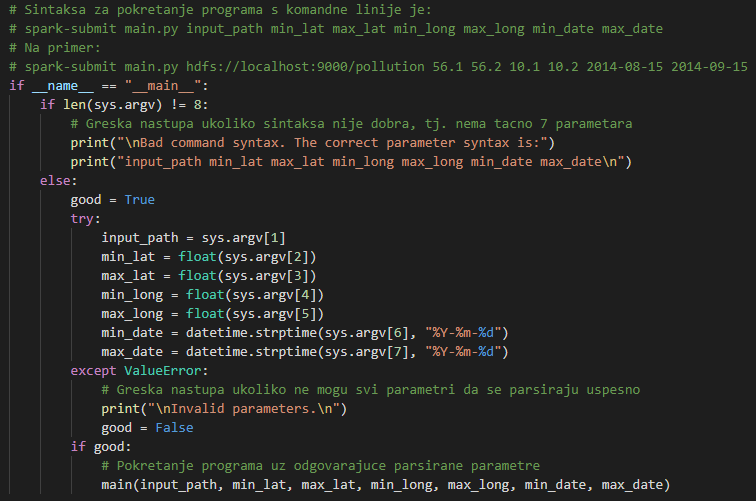 # Sintaksa za pokretanje programa s komandne linije je:
# spark-submit main.py input_path min_lat max_lat min_long max_long min_date max_date
# Na primer:
# spark-submit main.py hdfs://localhost:9000/pollution 56.1 56.2 10.1 10.2 2014-08-15 2014-09-15
if __name__ == "__main__":
    if len(sys.argv) != 8:
        # Greska nastupa ukoliko sintaksa nije dobra, tj. nema tacno 7 parametara
        print("\nBad command syntax. The correct parameter syntax is:")
        print("input_path min_lat max_lat min_long max_long min_date max_date\n")
    else:
        good = True
        try:
            input_path = sys.argv[1]
            min_lat = float(sys.argv[2])
            max_lat = float(sys.argv[3])
            min_long = float(sys.argv[4])
            max_long = float(sys.argv[5])
            min_date = datetime.strptime(sys.argv[6], "%Y-%m-%d")
            max_date = datetime.strptime(sys.argv[7], "%Y-%m-%d")
        except ValueError:
            # Greska nastupa ukoliko ne mogu svi parametri da se parsiraju uspesno
            print("\nInvalid parameters.\n")
            good = False
        if good:
            # Pokretanje programa uz odgovarajuce parsirane parametre
            main(input_path, min_lat, max_lat, min_long, max_long, min_date, max_date)